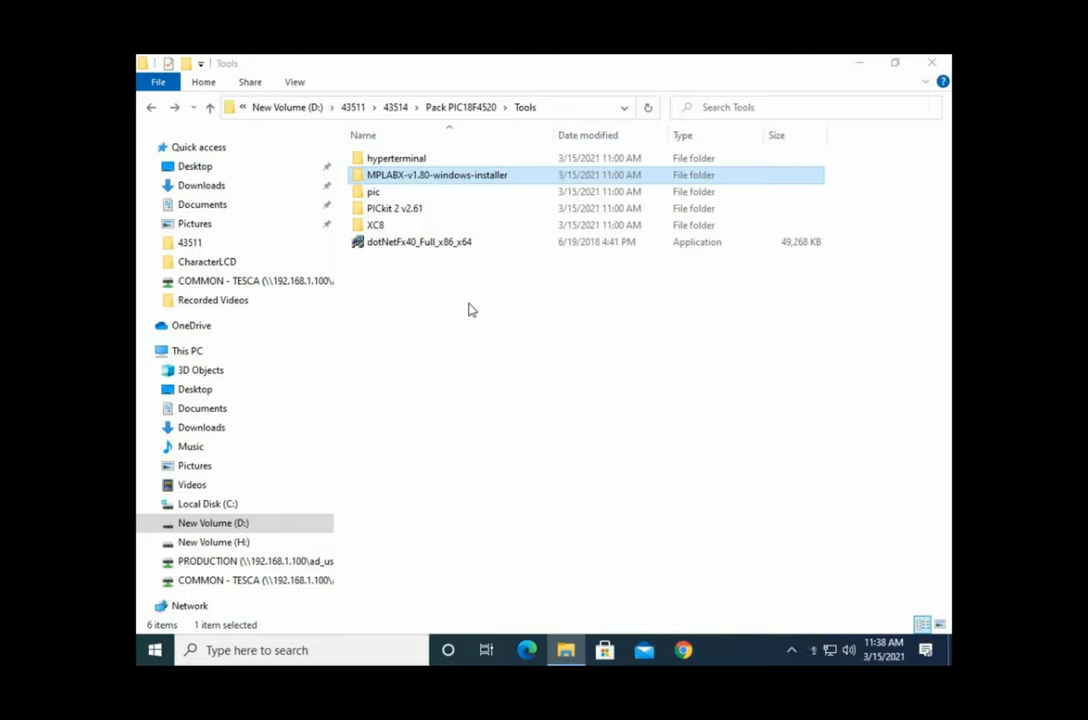 Tools
File Home Share View
« New Volume (D:) › 43511 › 43514 › Pack PIC18F4520 › Tools
Search Tools
Name Date modified Type Size
hyperterminal 3/15/2021 11:00 AM File folder
MPLABX-v1.80-windows-installer 3/15/2021 11:00 AM File folder
pic 3/15/2021 11:00 AM File folder
PICkit 2 v2.61 3/15/2021 11:00 AM File folder
XC8 3/15/2021 11:00 AM File folder
dotNetFx40_Full_x86_x64 6/19/2018 4:41 PM Application 49,268 KB
Quick access
Desktop
Downloads
Documents
Pictures
43511
CharacterLCD
COMMON - TESCA (\\192.168.1.100\
Recorded Videos
OneDrive
This PC
3D Objects
Desktop
Documents
Downloads
Music
Pictures
Videos
Local Disk (C:)
New Volume (D:)
New Volume (H:)
PRODUCTION (\\192.168.1.100\ad_us
COMMON - TESCA (\\192.168.1.100\
Network
6 items 1 item selected
Type here to search
11:38 AM
3/15/2021